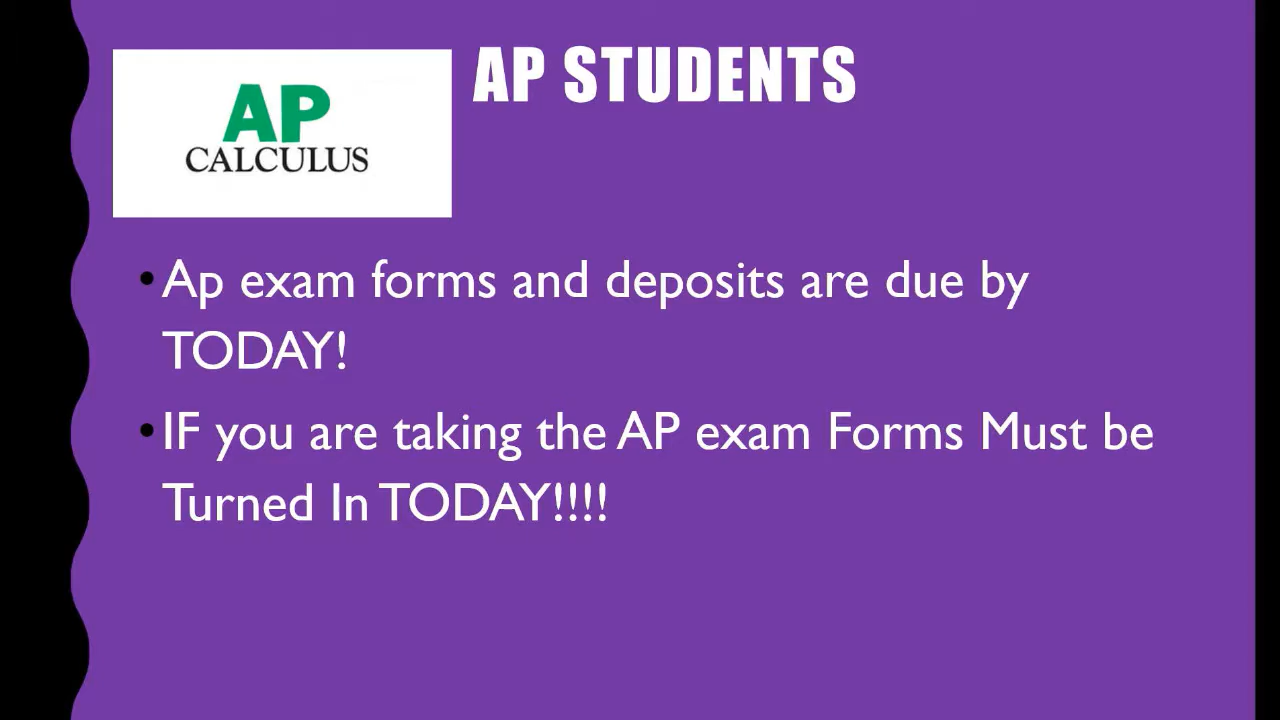 AP STUDENTS
AP
CALCULUS
•Ap exam forms and deposits are due by
TODAY!
•IF you are taking the AP exam Forms Must be
Turned In TODAY!!!!